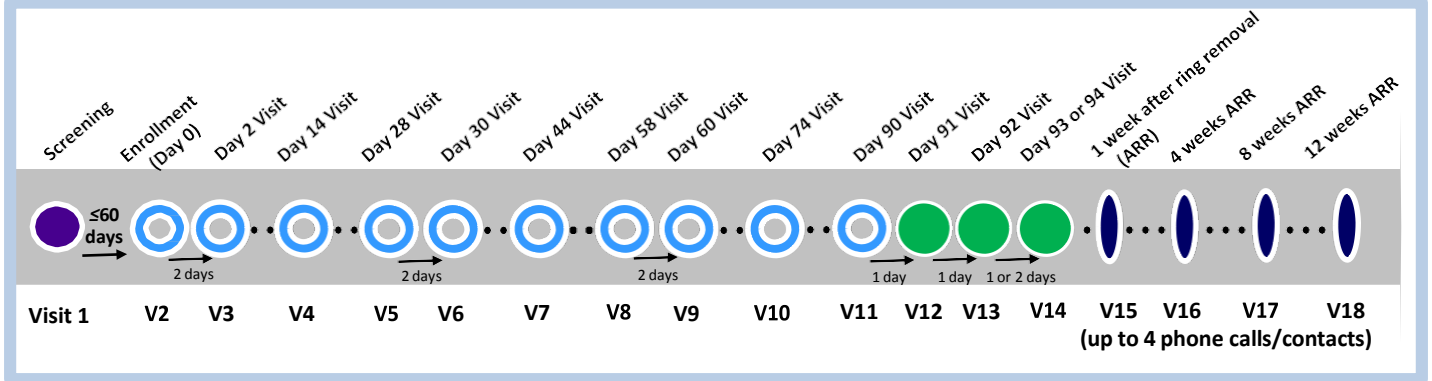 Screening
Enrollment
(Day 0)
Day 2 Visit
Day 14 Visit
Day 28 Visit
Day 30 Visit
Day 44 Visit
Day 58 Visit
Day 60 Visit
Day 74 Visit
Day 90 Visit
Day 91 Visit
Day 92 Visit
Day 93 or 94 Visit
1 week after ring removal
(ARR)
4 weeks ARR
8 weeks ARR
12 weeks ARR
≤60
days
2 days
2 days
2 days
1 day
1 day
1 or 2 days
Visit 1
V2
V3
V4
V5
V6
V7
V8
V9
V10
V11
V12
V13
V14
V15
V16
V17
V18
(up to 4 phone calls/contacts)